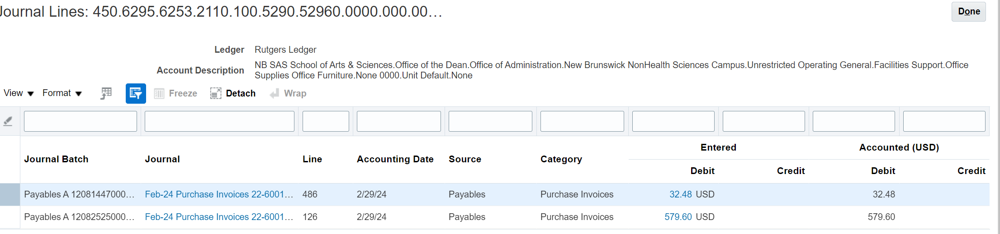 Journal Lines: 450.6295.6253.2110.100.5290.52960.0000.000.00...
Done
Ledger Rutgers Ledger
Account Description NB SAS School of Arts & Sciences.Office of the Dean.Office of Administration.New Brunswick NonHealth Sciences Campus.Unrestricted Operating General.Facilities Support.Office
Supplies Office Furniture.None 0000.Unit Default.None
View Format Freeze Detach Wrap
Entered Accounted (USD)
Journal Batch Journal Line Accounting Date Source Category
Debit Credit Debit Credit
Payables A 12081447000... Feb-24 Purchase Invoices 22-6001... 486 2/29/24 Payables Purchase Invoices 32.48 USD 32.48
Payables A 12082525000... Feb-24 Purchase Invoices 22-6001... 126 2/29/24 Payables Purchase Invoices 579.60 USD 579.60